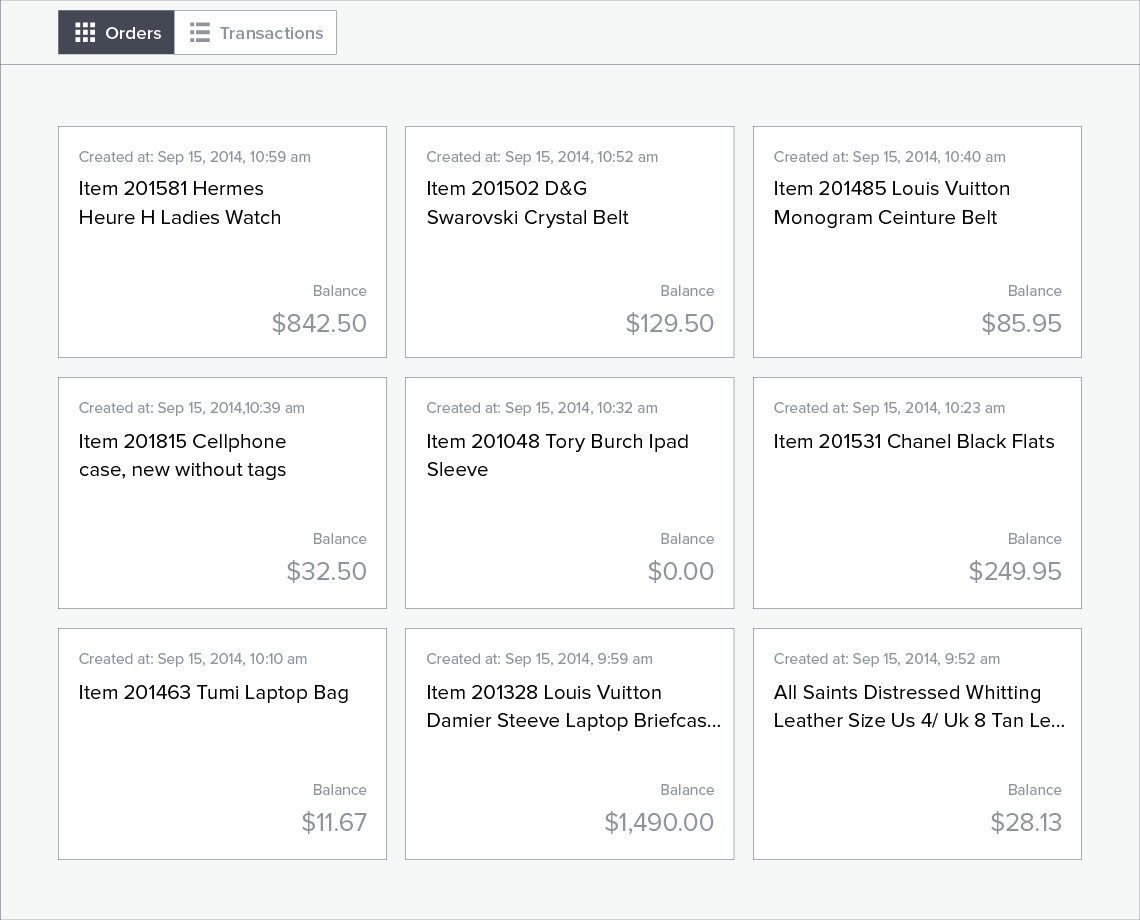 Orders
Transactions
Created at: Sep 15, 2014, 10:59 am
Item 201581 Hermes
Heure H Ladies Watch
Balance
$842.50
Created at: Sep 15, 2014, 10:52 am
Item 201502 D&G
Swarovski Crystal Belt
Balance
$129.50
Created at: Sep 15, 2014, 10:40 am
Item 201485 Louis Vuitton
Monogram Ceinture Belt
Balance
$85.95
Created at: Sep 15, 2014,10:39 am
Item 201815 Cellphone
case, new without tags
Balance
$32.50
Created at: Sep 15, 2014, 10:32 am
Item 201048 Tory Burch Ipad
Sleeve
Balance
$0.00
Created at: Sep 15, 2014, 10:23 am
Item 201531 Chanel Black Flats
Balance
$249.95
Created at: Sep 15, 2014, 10:10 am
Item 201463 Tumi Laptop Bag
Balance
$11.67
Created at: Sep 15, 2014, 9:59 am
Item 201328 Louis Vuitton
Damier Steeve Laptop Briefcas...
Balance
$1,490.00
Created at: Sep 15, 2014, 9:52 am
All Saints Distressed Whitting
Leather Size Us 4/ Uk 8 Tan Le...
Balance
$28.13